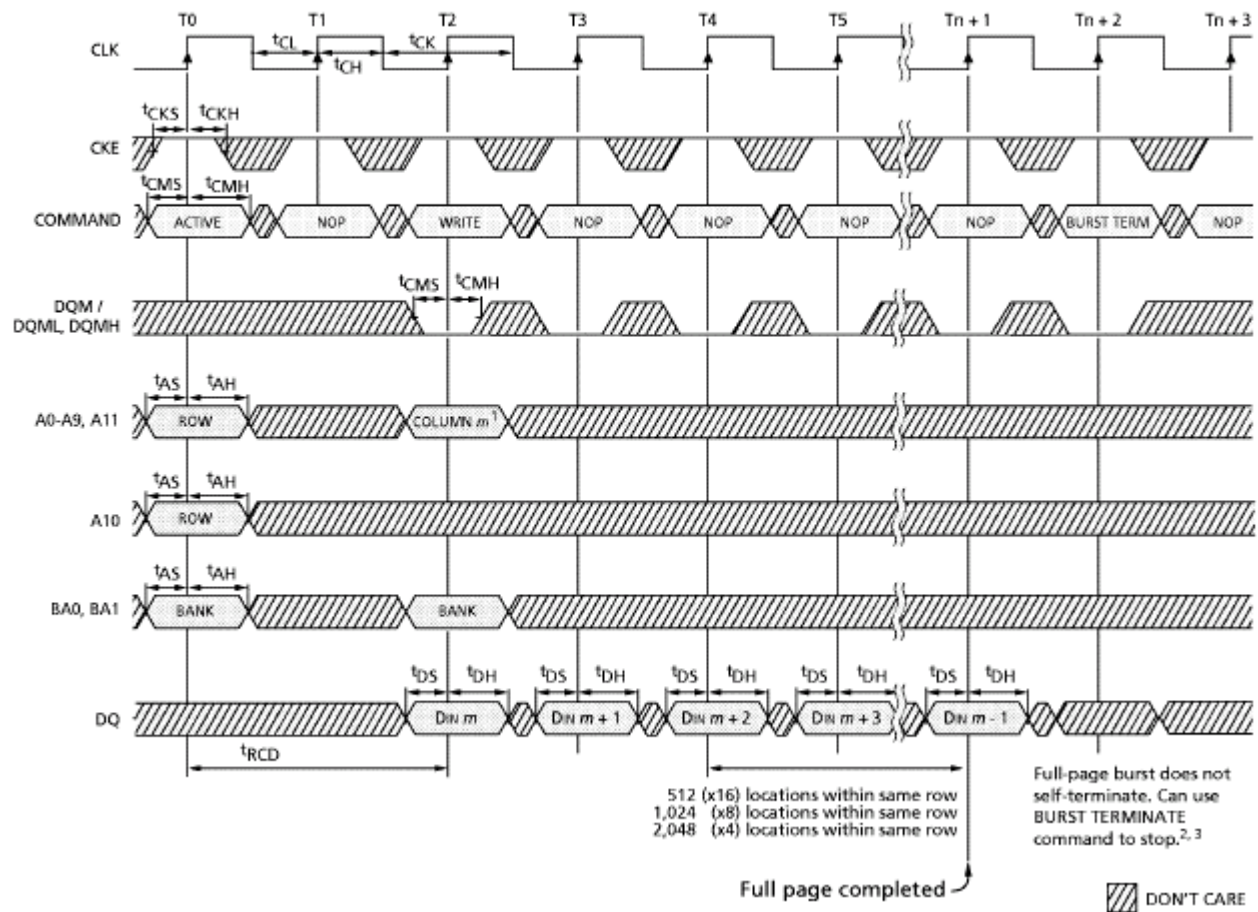 T0 T1 T2 T3 T4 T5 Tn + 1 Tn + 2 Tn + 3
CLK tCL tCH tCK
tCKS tCKH
CKE
tCMS tCMH
COMMAND ACTIVE NOP WRITE NOP NOP NOP NOP BURST TERM NOP
tCMS tCMH
DQM /
DQML, DQMH
tAS tAH
A0-A9, A11 ROW COLUMN m1
tAS tAH
A10 ROW
tAS tAH
BA0, BA1 BANK BANK
tDS tDH tDS tDH tDS tDH tDS tDH tDS tDH
DQ DIN m DIN m + 1 DIN m + 2 DIN m + 3 DIN m - 1
tRCD
512 (x16) locations within same row
1,024 (x8) locations within same row
2,048 (x4) locations within same row
Full-page burst does not
self-terminate. Can use
BURST TERMINATE
command to stop.2, 3
Full page completed
DON'T CARE